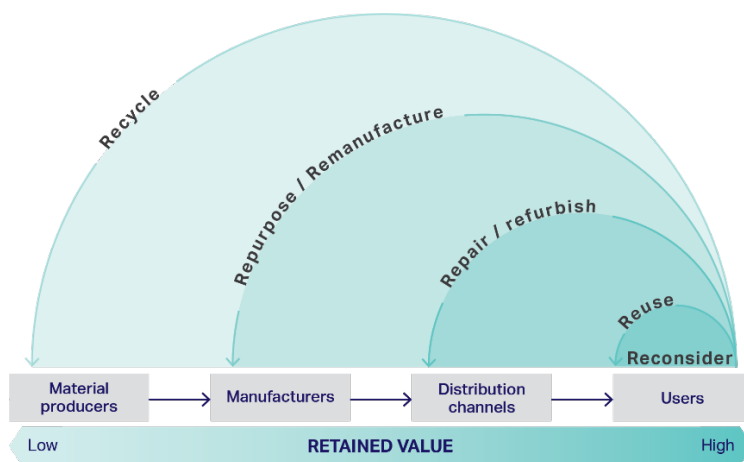 Recycle
Repurpose / Remanufacture
Repair / refurbish
Reuse
Reconsider
Material
producers
Manufacturers
Distribution
channels
Users
Low
RETAINED VALUE
High